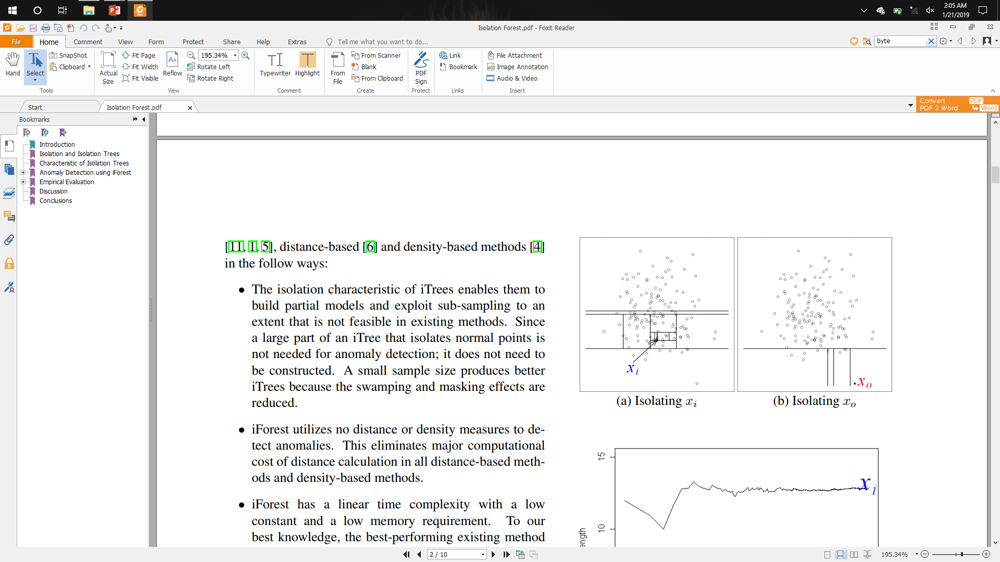 2:05 AM
1/21/2019
Isolation Forest.pdf - Foxit Reader
File Home Comment View Form Protect Share Help Extras Tell me what you want to do... byte
Hand
Select
SnapShot
Clipboard
Tools
Actual Size
Fit Page
Fit Width
Fit Visible
Reflow
195.34%
Rotate Left
Rotate Right
View
Typewriter
Highlight
Comment
From File
From Scanner
Blank
From Clipboard
Create
PDF Sign
Protect
Link
Bookmark
Links
File Attachment
Image Annotation
Audio & Video
Insert
Start
Isolation Forest.pdf
Convert PDF
PDF 2 Word Word
Bookmarks
Introduction
Isolation and Isolation Trees
Characteristic of Isolation Trees
Anomaly Detection using iForest
Empirical Evaluation
Discussion
Conclusions
[11, 1, 5], distance-based [6] and density-based methods [4]
in the follow ways:
• The isolation characteristic of iTrees enables them to
build partial models and exploit sub-sampling to an
extent that is not feasible in existing methods. Since
a large part of an iTree that isolates normal points is
not needed for anomaly detection; it does not need to
be constructed. A small sample size produces better
iTrees because the swamping and masking effects are
reduced.
• iForest utilizes no distance or density measures to de-
tect anomalies. This eliminates major computational
cost of distance calculation in all distance-based meth-
ods and density-based methods.
• iForest has a linear time complexity with a low
constant and a low memory requirement. To our
best knowledge, the best-performing existing method
xi
xo
(a) Isolating xi
(b) Isolating xo
15
10
ength
xi
2 / 10
195.34%